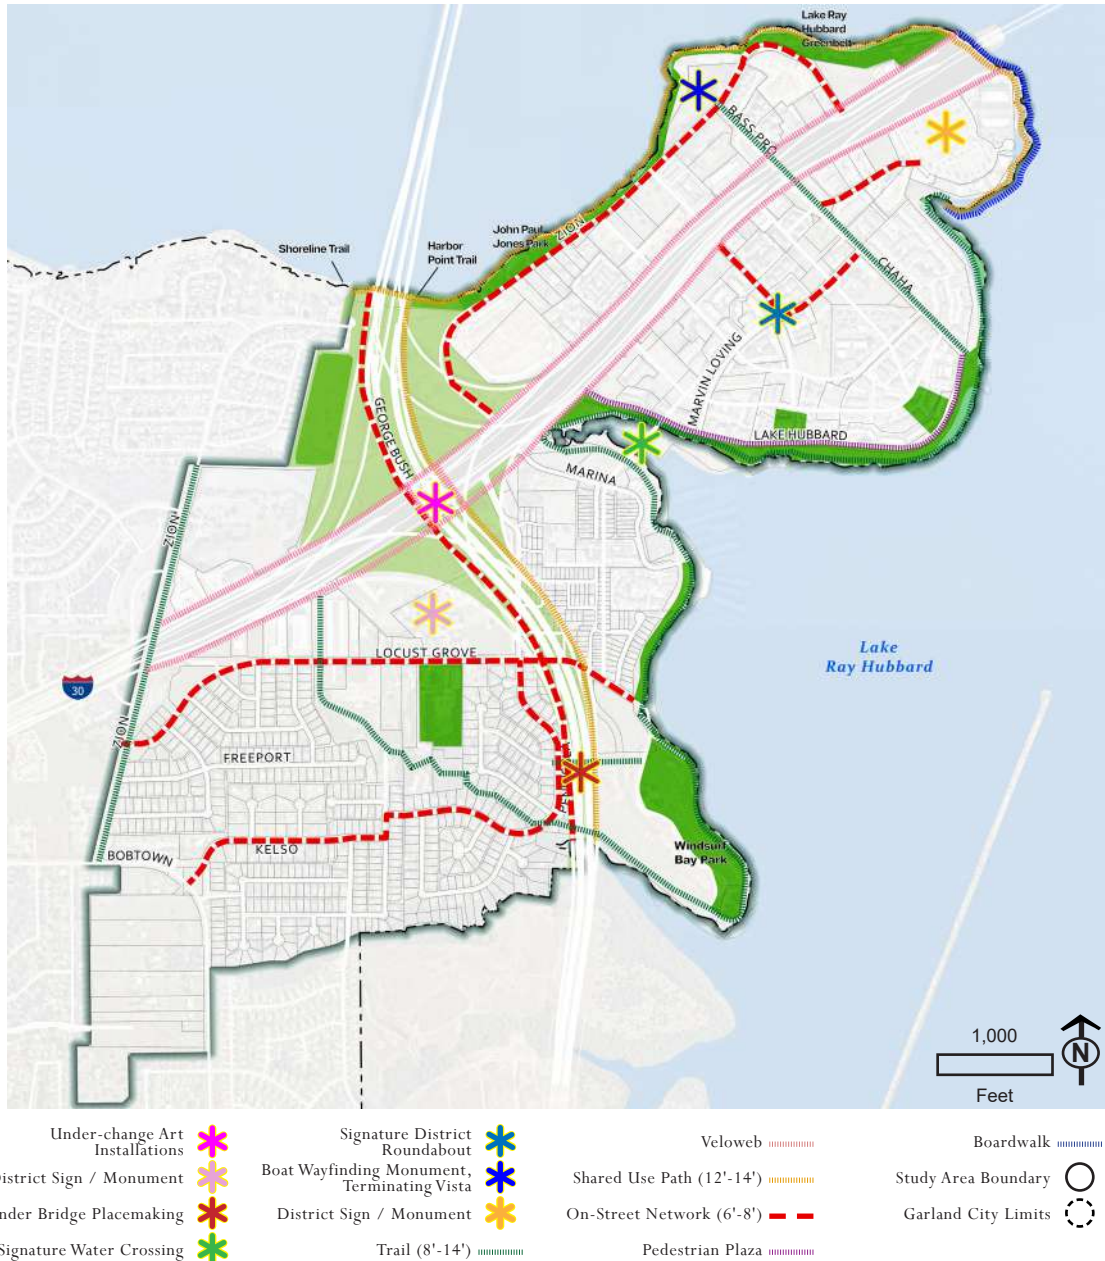 Lake Ray
Hubbard
Greenbelt
BASS PRO
John Paul
Jones Park
ZION
Shoreline Trail
Harbor
Point Trail
CHAHA
MARVIN LOVING
GEORGE BUSH
LAKE HUBBARD
MARINA
ZION
Lake
Ray Hubbard
LOCUST GROVE
30
ZION
FREEPORT
Windsurf
Bay Park
BOBTOWN
KELSO
1,000
Feet
N
Under-change Art
Installations
Signature District
Roundabout
Veloweb
Boardwalk
District Sign / Monument
Boat Wayfinding Monument,
Terminating Vista
Shared Use Path (12'-14')
Study Area Boundary
nder Bridge Placemaking
District Sign / Monument
On-Street Network (6'-8')
Garland City Limits
Signature Water Crossing
Trail (8'-14')
Pedestrian Plaza